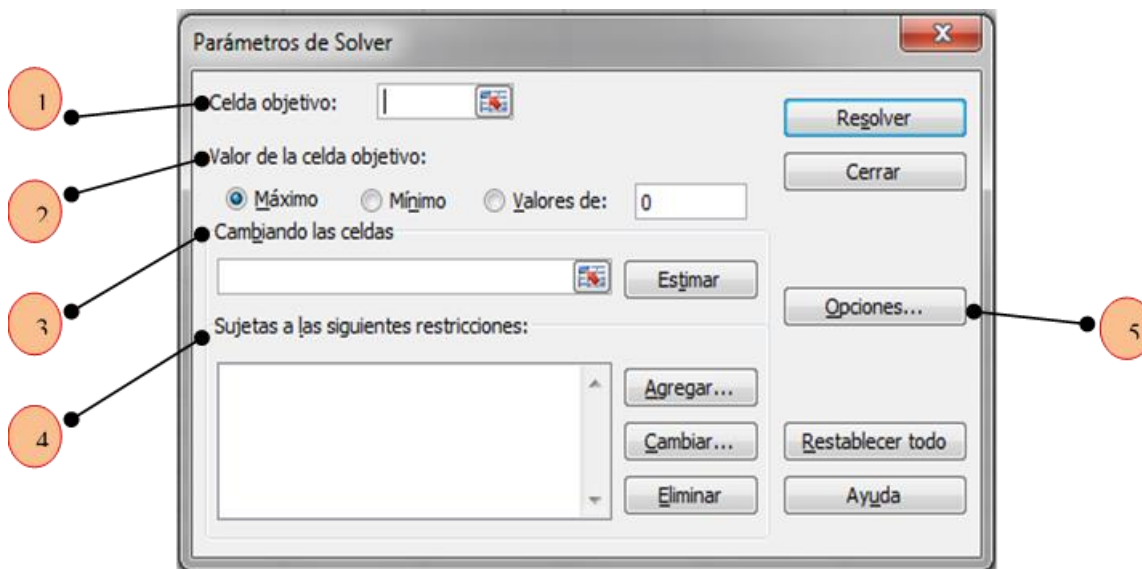 Parámetros de Solver
1
Celda objetivo:
Resolver
Valor de la celda objetivo:
Cerrar
2
Máximo Mínimo Valores de: 0
Cambiando las celdas
Estimar
3
Opciones...
5
Sujetas a las siguientes restricciones:
Agregar...
4
Cambiar...
Restablecer todo
Eliminar
Ayuda